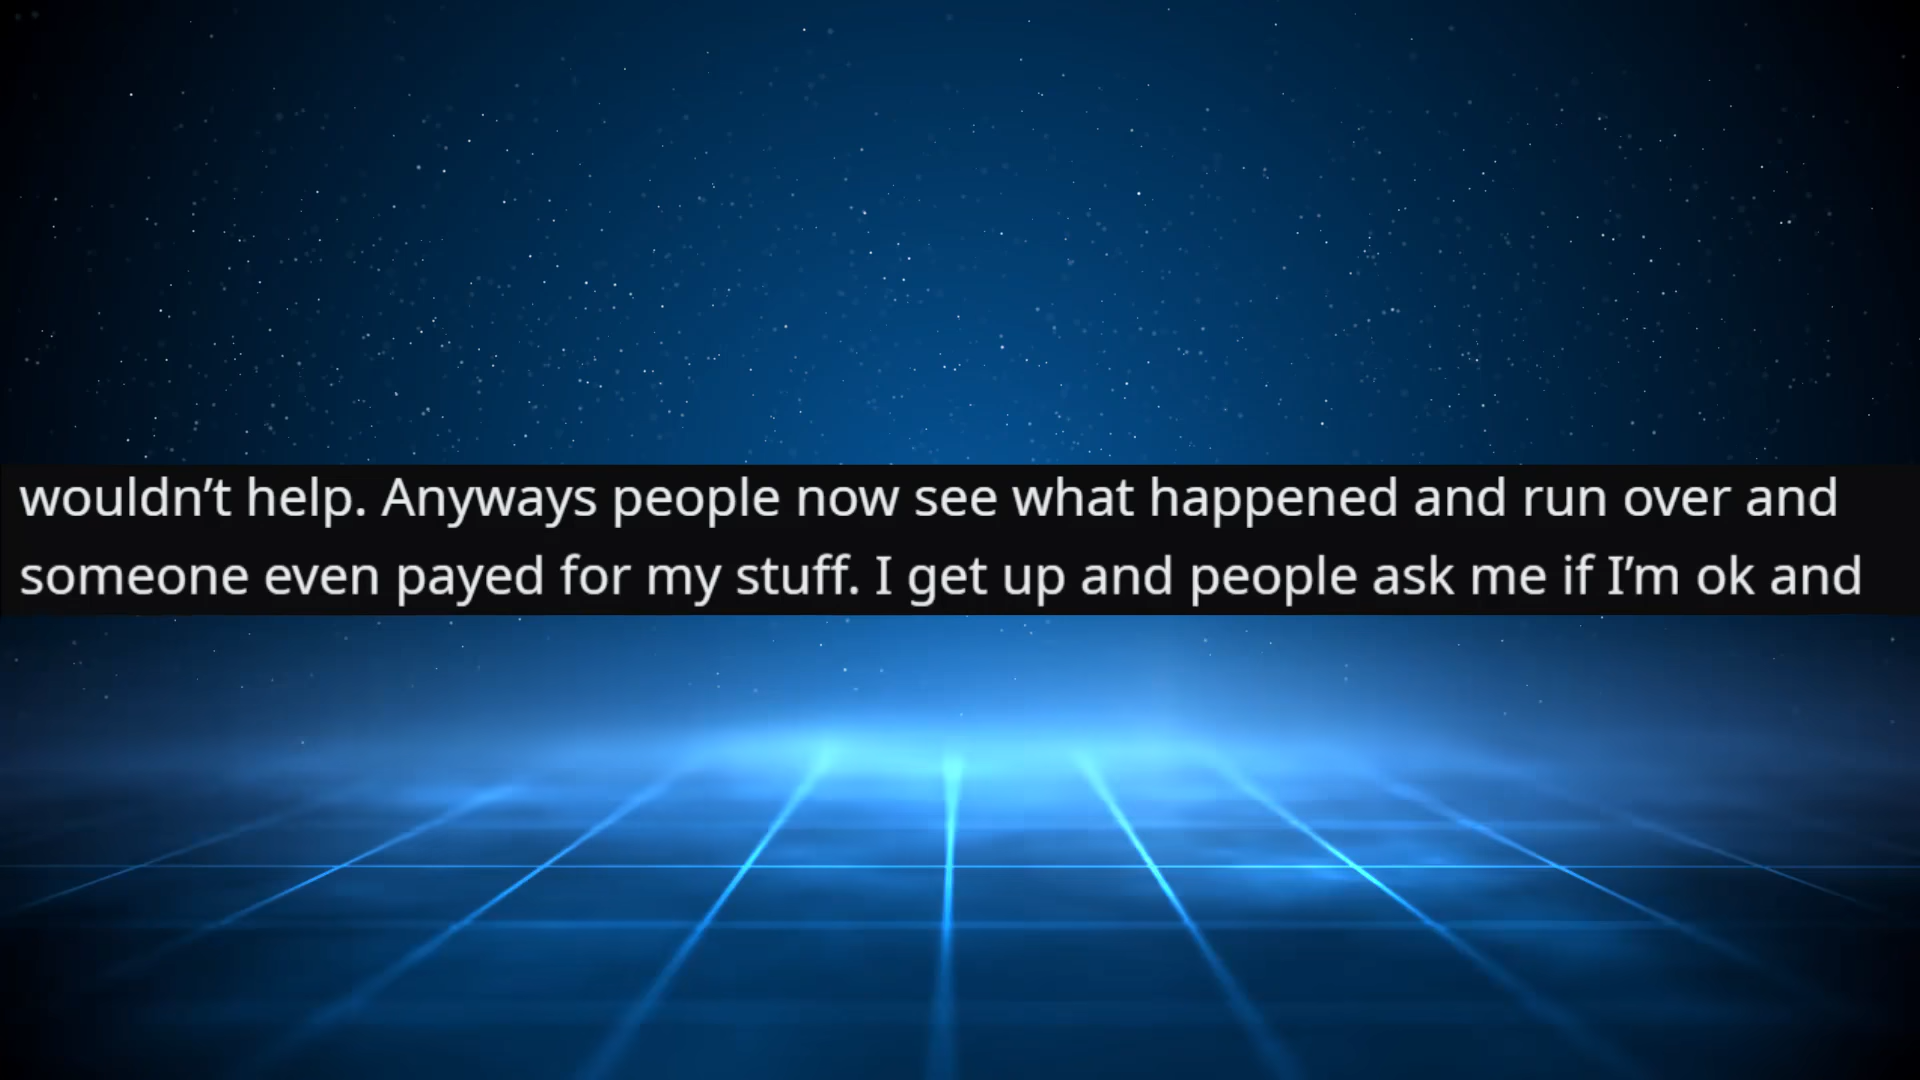 wouldn’t help. Anyways people now see what happened and run over and
someone even payed for my stuff. I get up and people ask me if I’m ok and